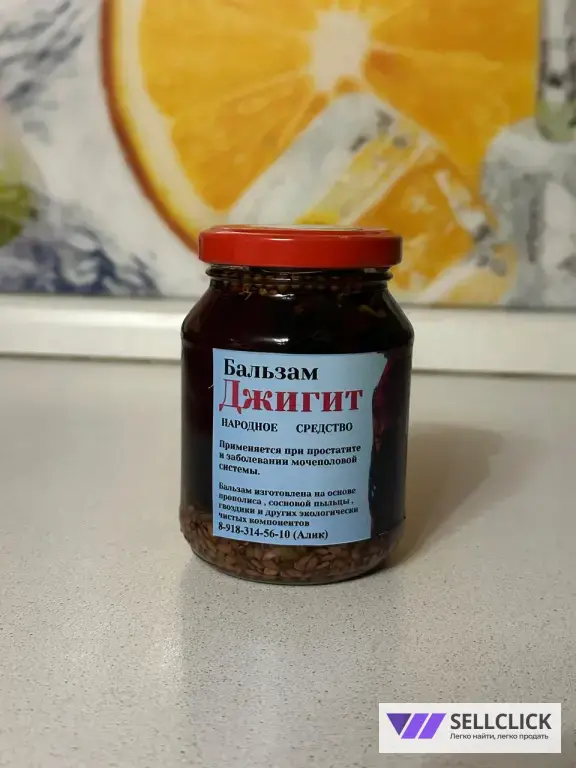 Бальзам
Джигит
НАРОДНОЕ СРЕДСТВО
Применяется при простатите
и заболевании мочеполовой
системы.
Бальзам изготовлена на основе
прополиса , сосновой пыльцы ,
гвоздики и других экологически
чистых компонентов
8-918-314-56-10 (Алик)
SELLCLICK
Легко найти, легко продать